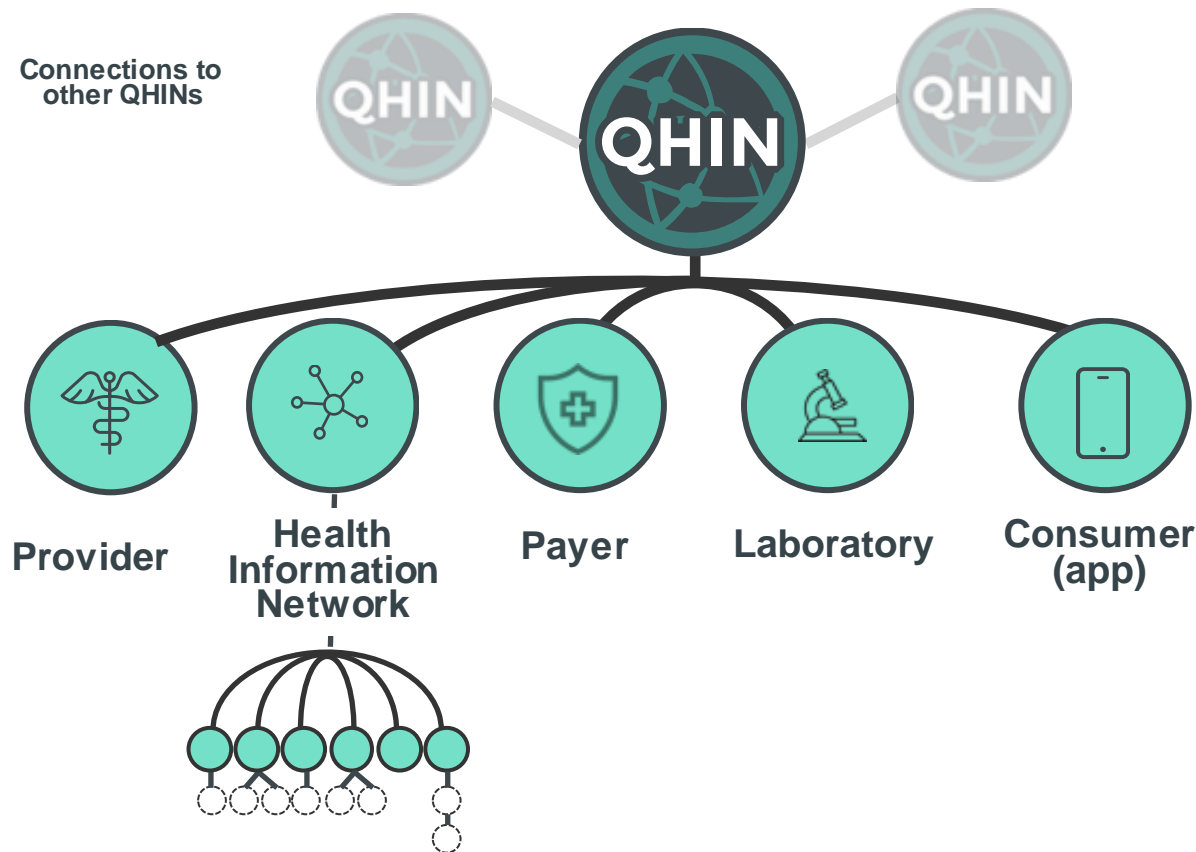 Connections to
other QHINs
QHIN
QHIN
QHIN
Provider
Health
Information
Network
Payer
Laboratory
Consumer
(app)